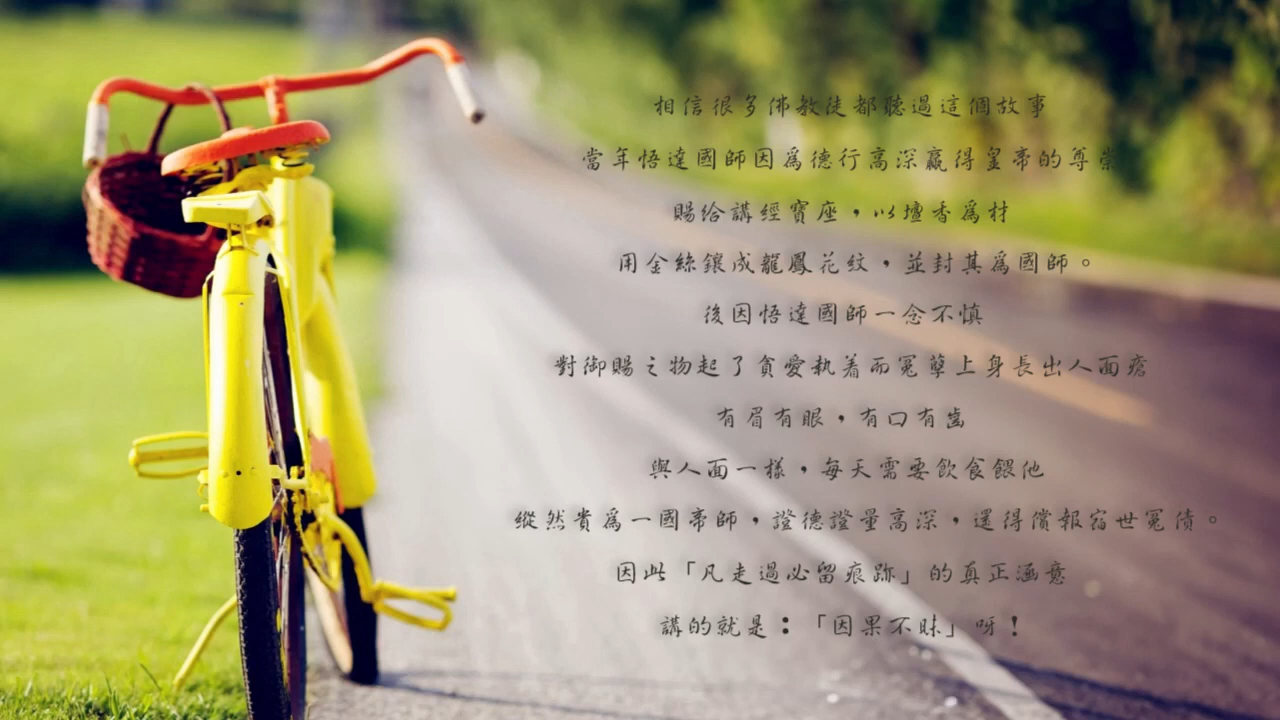 相信很多佛教徒都聽過這個故事
當年悟達國師因為德行高深贏得皇帝的尊崇
賜給講經寶座，以壇香為材
用金絲鑲成龍鳳花紋，並封其為國師。
後因悟達國師一念不慎
對御賜之物起了貪愛執着而冤孽上身長出人面瘡
有眉有眼，有口有齒
與人面一樣，每天需要飲食餵他
縱然貴為一國帝師，證德證量高深，還得償報宿世冤債。
因此「凡走過必留痕跡」的真正涵意
講的就是：「因果不昧」呀！